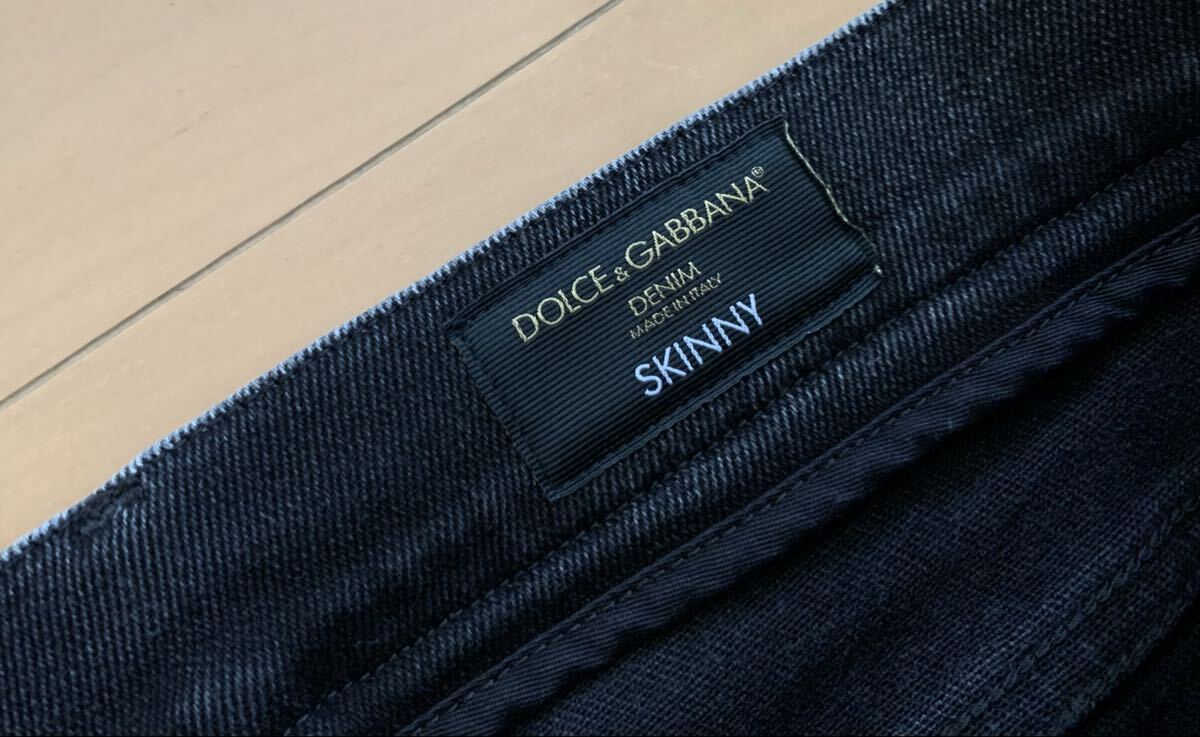 DOLCE & GABBANA®
DENIM
MADE IN ITALY
SKINNY